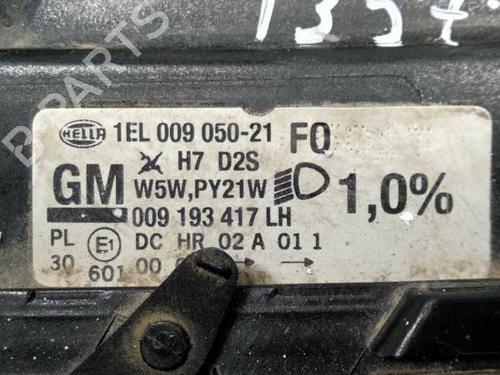 1357
B PARTS
HELLA 1EL 009 050-21 FO
H7 D2S
GM W5W,PY21W 1,0%
009 193 417 LH
PL E1 DC HR 02 A 01 1
30 601 00